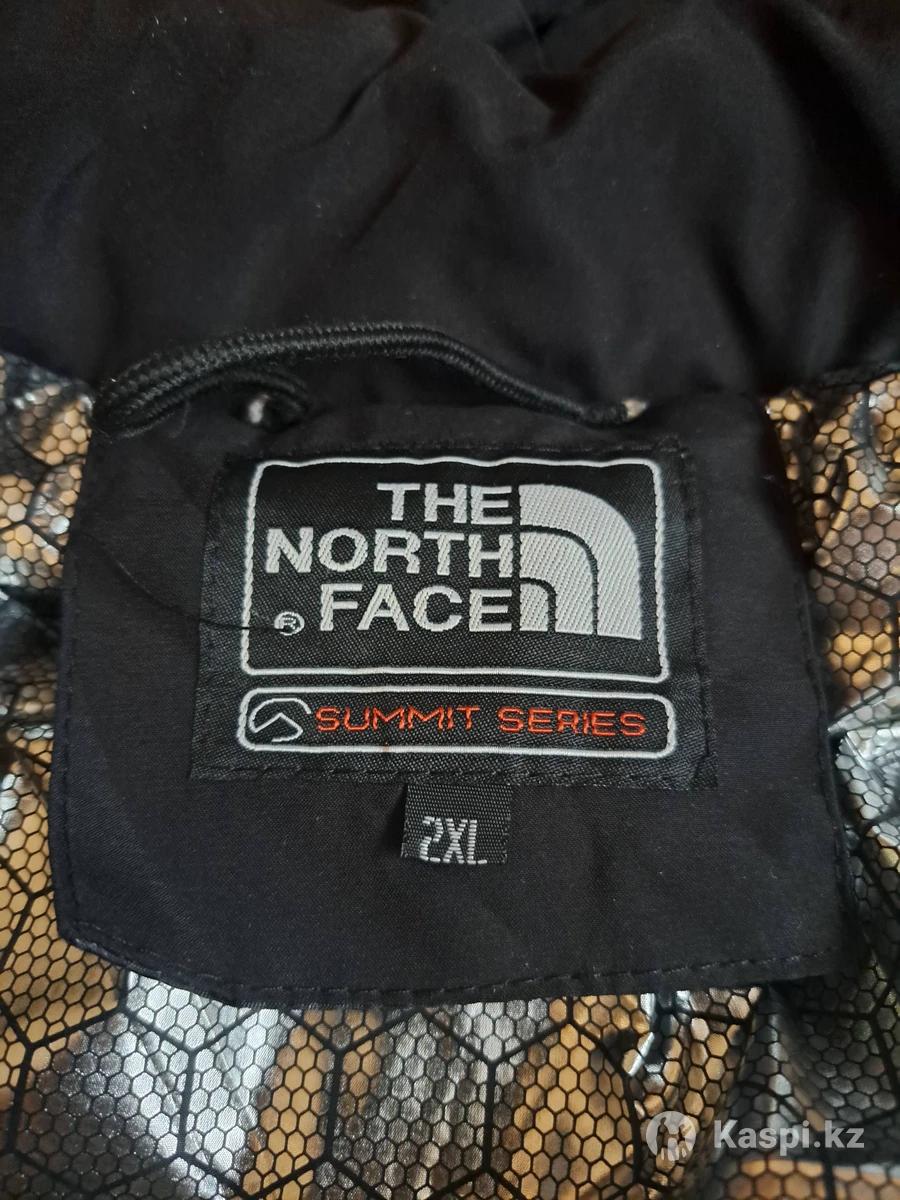 THE
NORTH
FACE
®
SUMMIT SERIES
2XL
Kaspi.kz